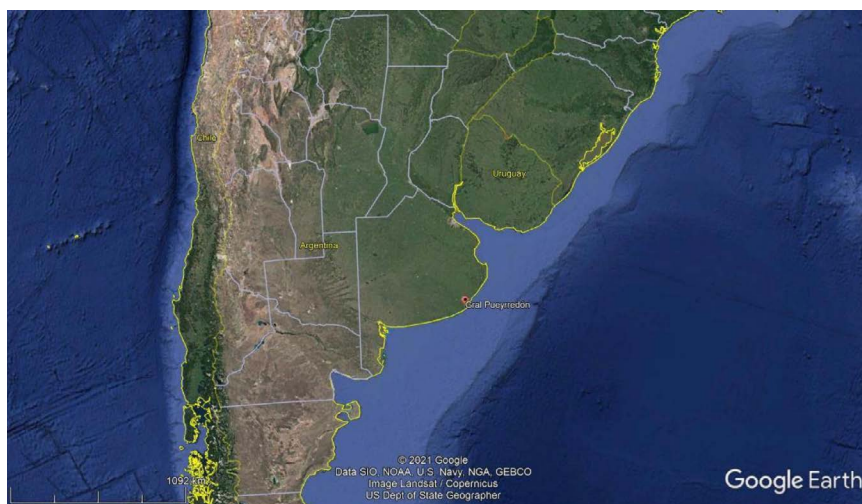 Chile
Uruguay
Argentina
Gral Pueyrredón
© 2021 Google
Data SIO, NOAA, U.S. Navy, NGA, GEBCO
Image Landsat / Copernicus
US Dept of State Geographer
1092 km
Google Earth